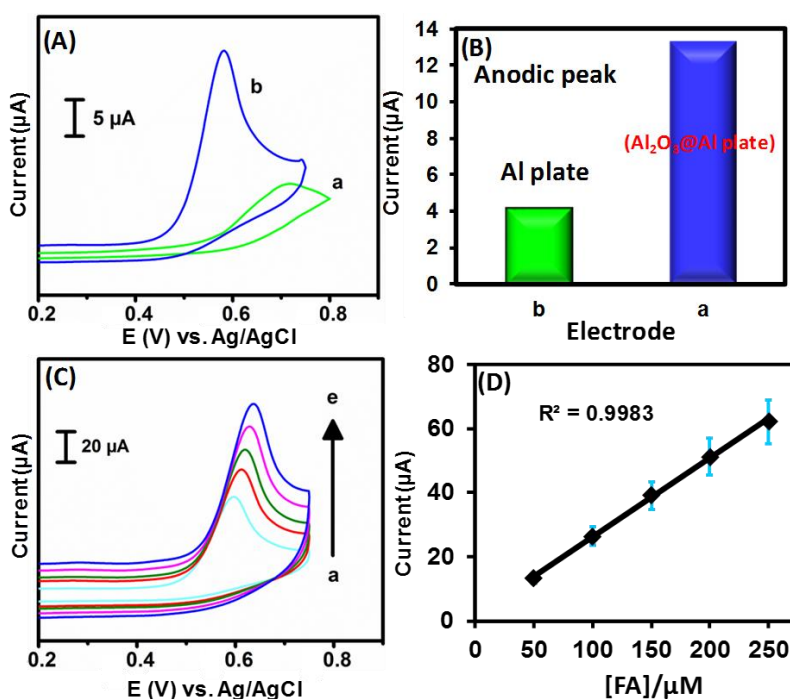 (A)
b
5 µA
a
Current (µA)
0.2 0.4 0.6 0.8
E (V) vs. Ag/AgCl
(B)
Anodic peak
(Al₂O₃@Al plate)
Al plate
Current (µA)
14
12
10
8
6
4
2
0
b a
Electrode
(C)
e
20 µA
a
Current (µA)
0.2 0.4 0.6 0.8
E (V) vs. Ag/AgCl
(D)
R² = 0.9983
Current (µA)
80
60
40
20
0
0 50 100 150 200 250
[FA]/µM